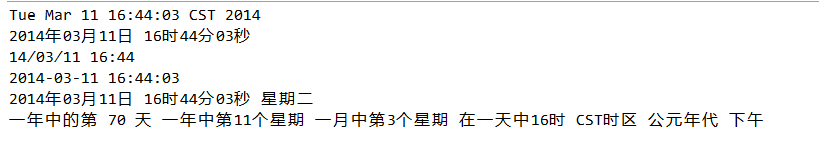 Tue Mar 11 16:44:03 CST 2014
2014年03月11日 16时44分03秒
14/03/11 16:44
2014-03-11 16:44:03
2014年03月11日 16时44分03秒 星期二
一年中的第 70 天 一年中第11个星期 一月中第3个星期 在一天中16时 CST时区 公元年代 下午